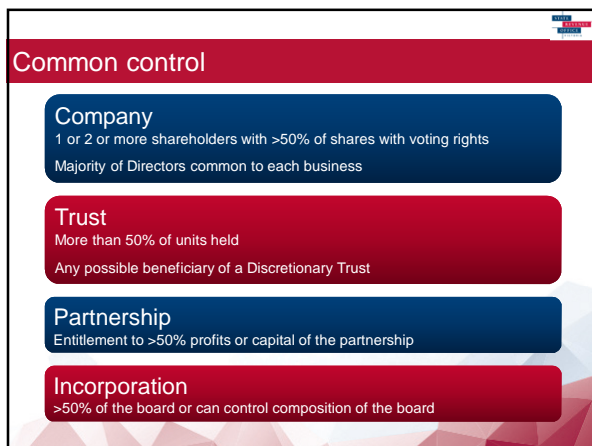 STATE
REVENUE
OFFICE
Common control
Company
1 or 2 or more shareholders with >50% of shares with voting rights
Majority of Directors common to each business
Trust
More than 50% of units held
Any possible beneficiary of a Discretionary Trust
Partnership
Entitlement to >50% profits or capital of the partnership
Incorporation
>50% of the board or can control composition of the board